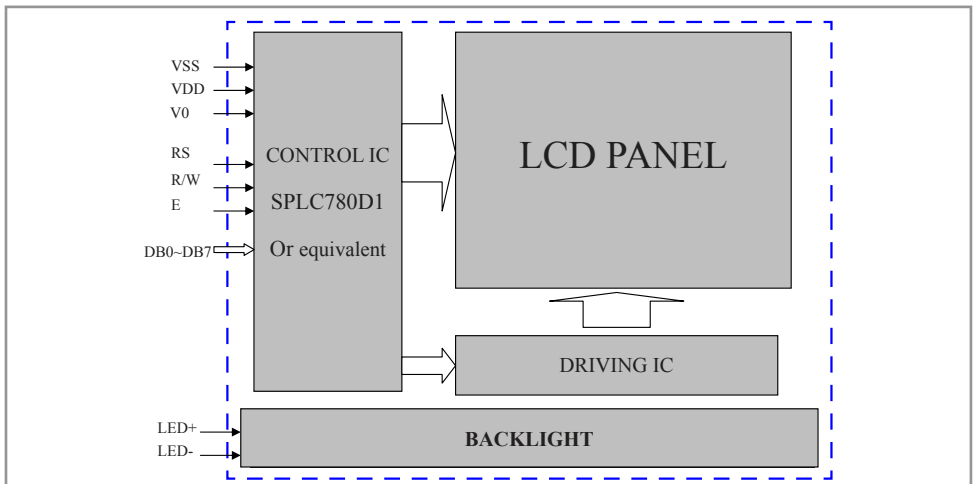 VSS
VDD
V0
RS
R/W
E
DB0~DB7
CONTROL IC
SPLC780D1
Or equivalent
LCD PANEL
DRIVING IC
LED+
LED-
BACKLIGHT